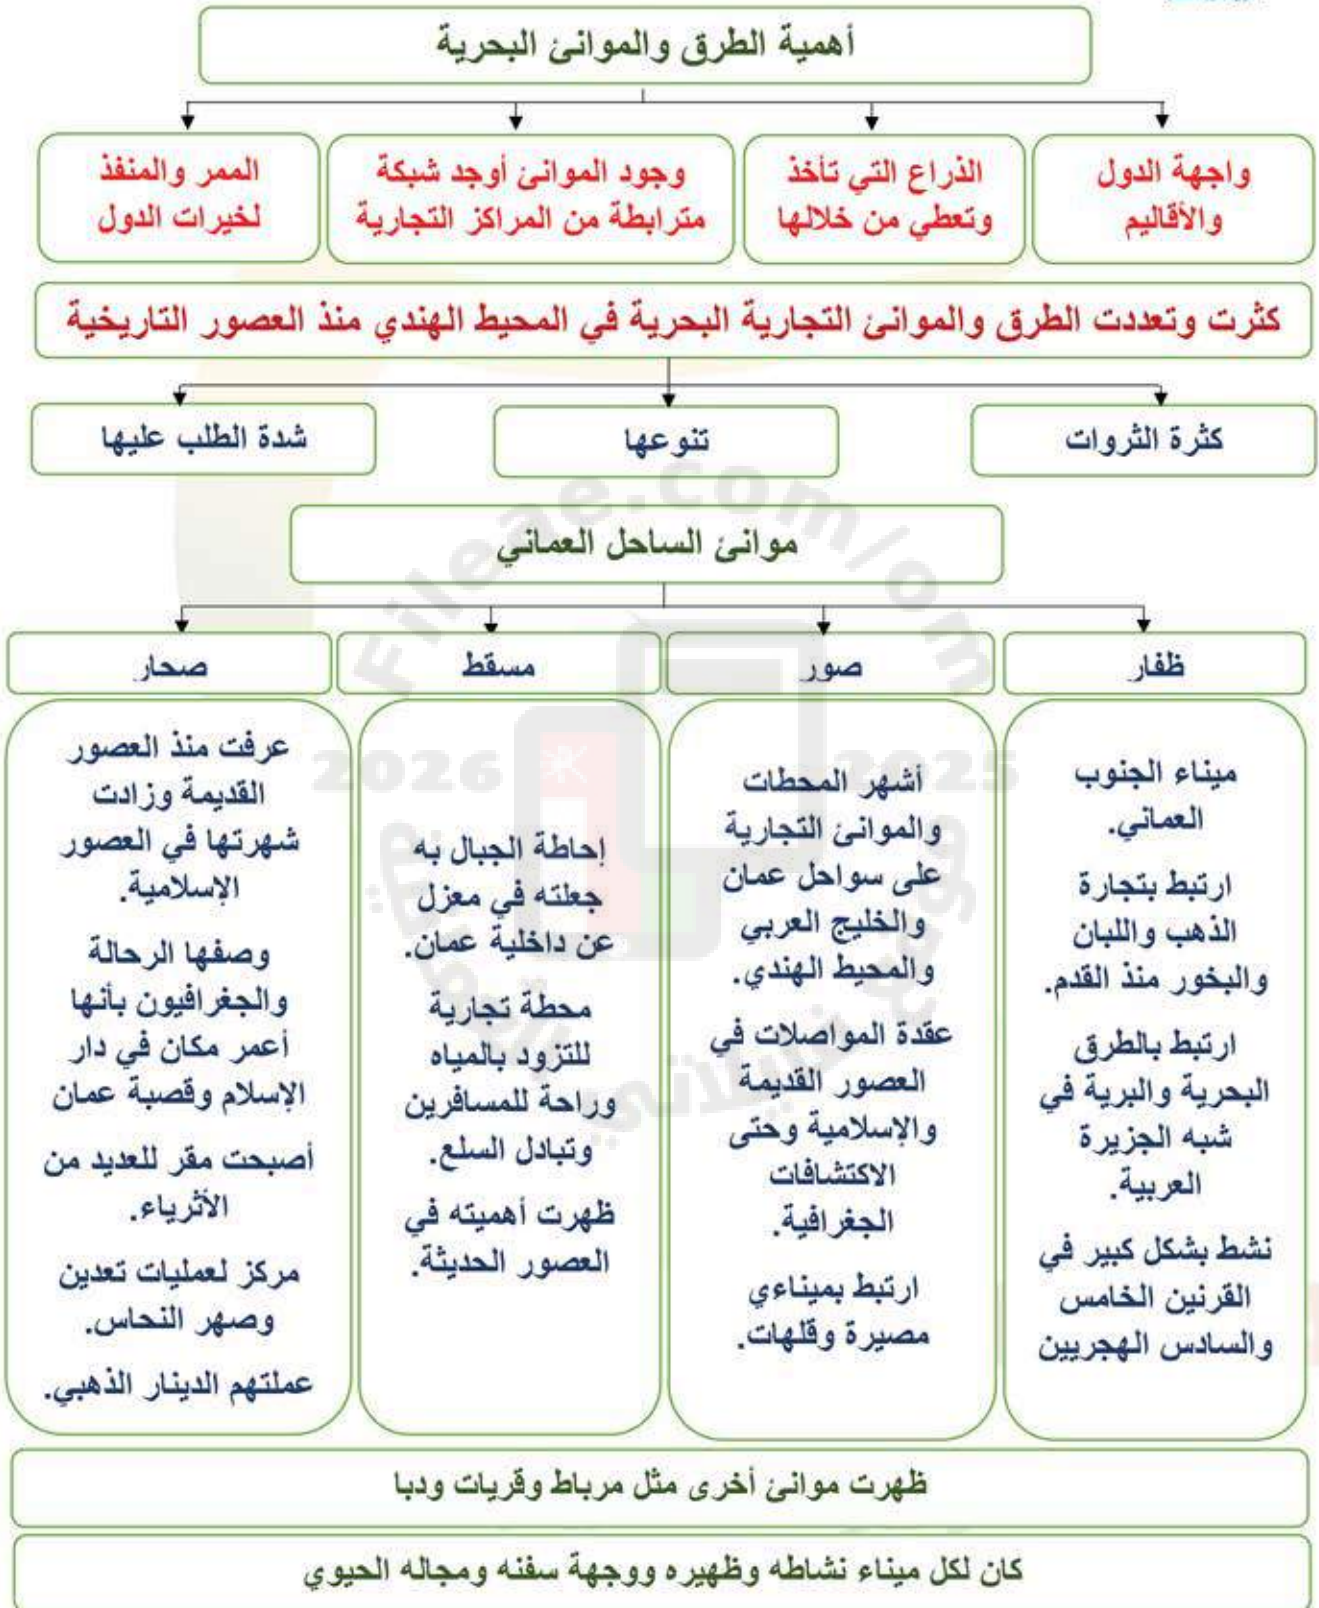 أهمية الطرق والموانئ البحرية
واجهة الدول
والأقاليم
الذراع التي تأخذ
وتعطي من خلالها
وجود الموانئ أوجد شبكة
مترابطة من المراكز التجارية
الممر والمنفذ
لخيرات الدول
كثرت وتعددت الطرق والموانئ التجارية البحرية في المحيط الهندي منذ العصور التاريخية
كثرة الثروات
تنوعها
شدة الطلب عليها
موانئ الساحل العماني
ظفار
ميناء الجنوب
العماني.
ارتبط بتجارة
الذهب واللبان
والبخور منذ القدم.
ارتبط بالطرق
البحرية والبرية في
شبه الجزيرة
العربية.
نشط بشكل كبير في
القرنين الخامس
والسادس الهجريين
صور
أشهر المحطات
والموانئ التجارية
على سواحل عمان
والخليج العربي
والمحيط الهندي.
عقدة المواصلات في
العصور القديمة
والإسلامية وحتى
الاكتشافات
الجغرافية.
ارتبط بميناءي
مصيرة وقلهات.
مسقط
إحاطة الجبال به
جعلته في معزل
عن داخلية عمان.
محطة تجارية
للتزود بالمياه
وراحة للمسافرين
وتبادل السلع.
ظهرت أهميته في
العصور الحديثة.
صحار
عرفت منذ العصور
القديمة وزادت
شهرتها في العصور
الإسلامية.
وصفها الرحالة
والجغرافيون بأنها
أعمر مكان في دار
الإسلام وقصبة عمان
أصبحت مقر للعديد من
الأثرياء.
مركز لعمليات تعدين
وصهر النحاس.
عملتهم الدينار الذهبي.
ظهرت موانئ أخرى مثل مرباط وقريات ودبا
كان لكل ميناء نشاطه وظهيره ووجهة سفنه ومجاله الحيوي
Fileae.com/om
2026
2025